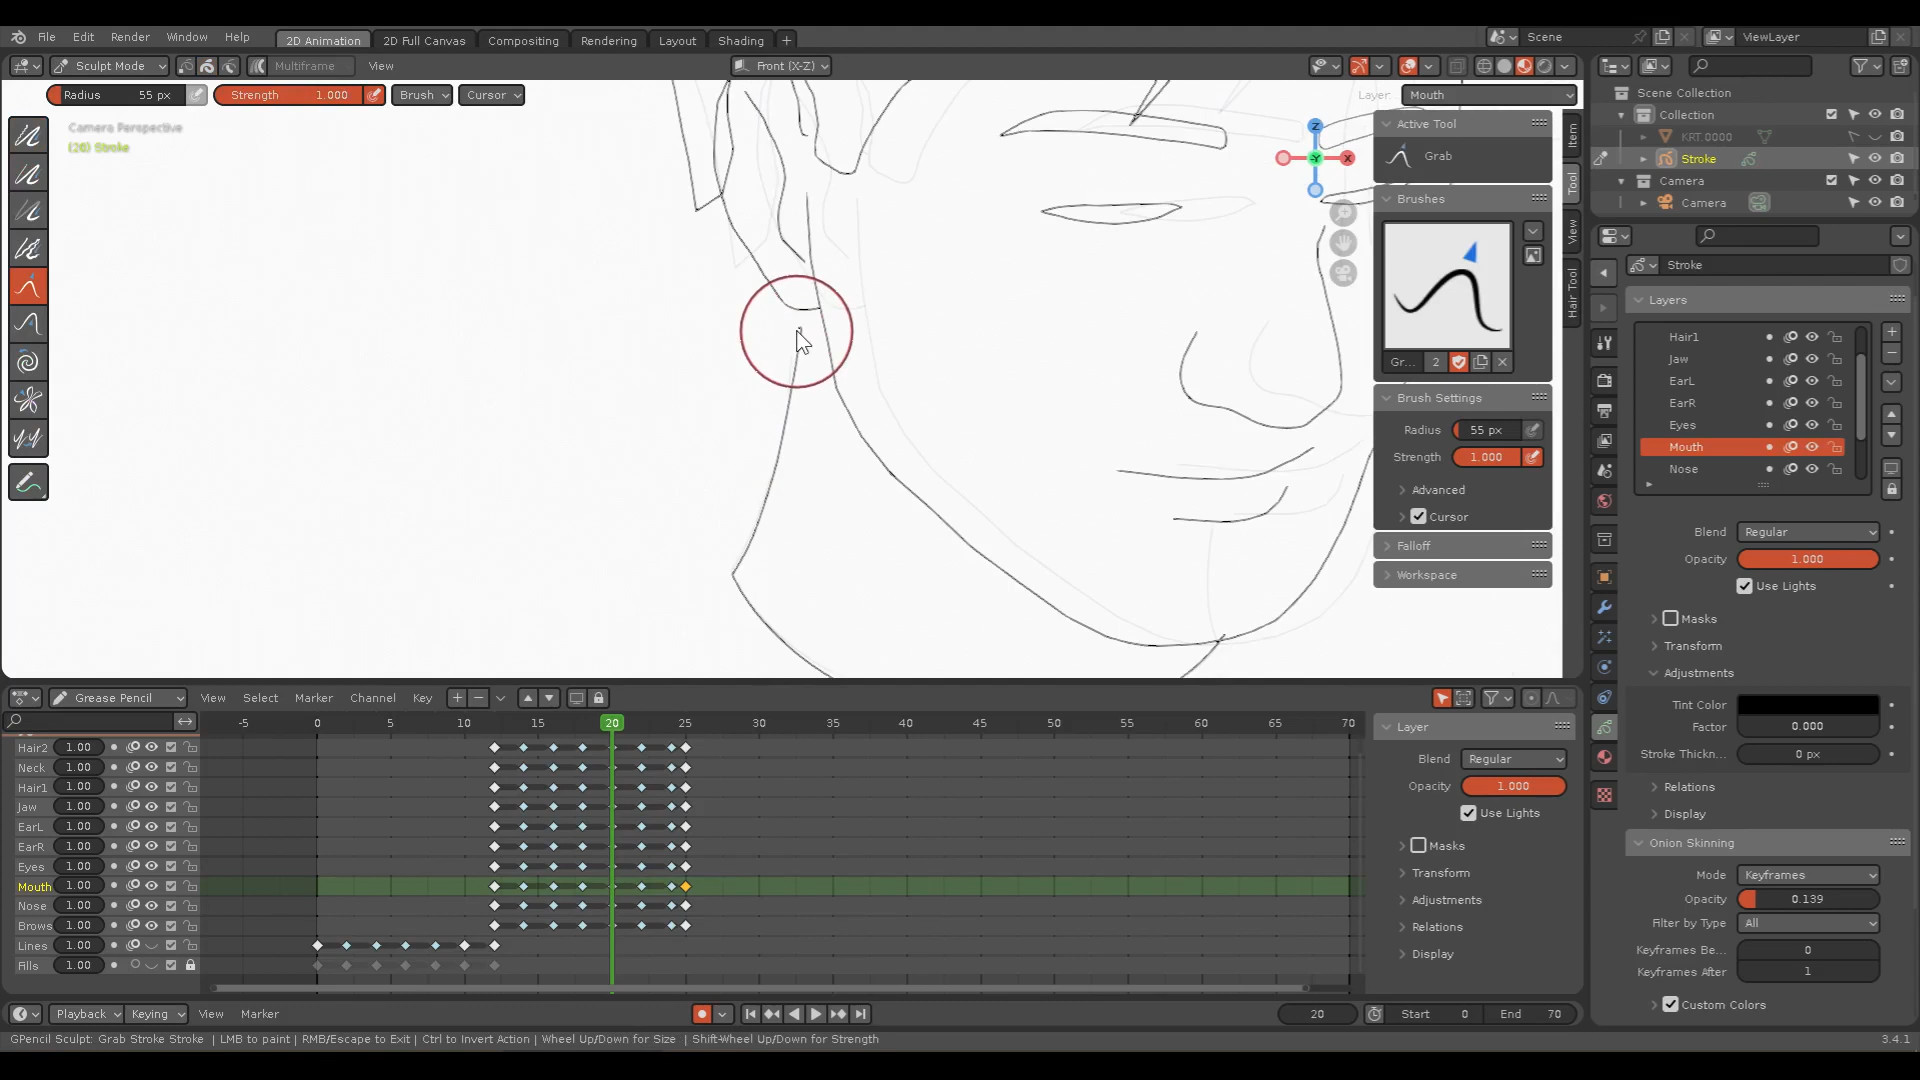 File Edit Render Window Help 2D Animation 2D Full Canvas Compositing Rendering Layout Shading + Scene ViewLayer
Sculpt Mode Multiframe View Front (X-Z)
Radius 55 px Strength 1.000 Brush Cursor Layer: Mouth
Camera Perspective
(20) Stroke
Z
X
-Y
Active Tool
Grab
Brushes
Gr... 2
Brush Settings
Radius 55 px
Strength 1.000
Advanced
Cursor
Falloff
Workspace
Item
Tool
View
Hair Tool
Scene Collection
Collection
KRT.0000
Stroke
Camera
Camera
Stroke
Layers
Hair1
Jaw
EarL
EarR
Eyes
Mouth
Nose
Blend Regular
Opacity 1.000
Use Lights
Masks
Transform
Adjustments
Tint Color
Factor 0.000
Stroke Thickn... 0 px
Relations
Display
Onion Skinning
Mode Keyframes
Opacity 0.139
Filter by Type All
Keyframes Be... 0
Keyframes After 1
Custom Colors
Grease Pencil View Select Marker Channel Key
-5 0 5 10 15 20 25 30 35 40 45 50 55 60 65 70
Hair2 1.00
Neck 1.00
Hair1 1.00
Jaw 1.00
EarL 1.00
EarR 1.00
Eyes 1.00
Mouth 1.00
Nose 1.00
Brows 1.00
Lines 1.00
Fills 1.00
Layer
Blend Regular
Opacity 1.000
Use Lights
Masks
Transform
Adjustments
Relations
Display
Playback Keying View Marker 20 Start 0 End 70
GPencil Sculpt: Grab Stroke Stroke | LMB to paint | RMB/Escape to Exit | Ctrl to Invert Action | Wheel Up/Down for Size | Shift-Wheel Up/Down for Strength 3.4.1